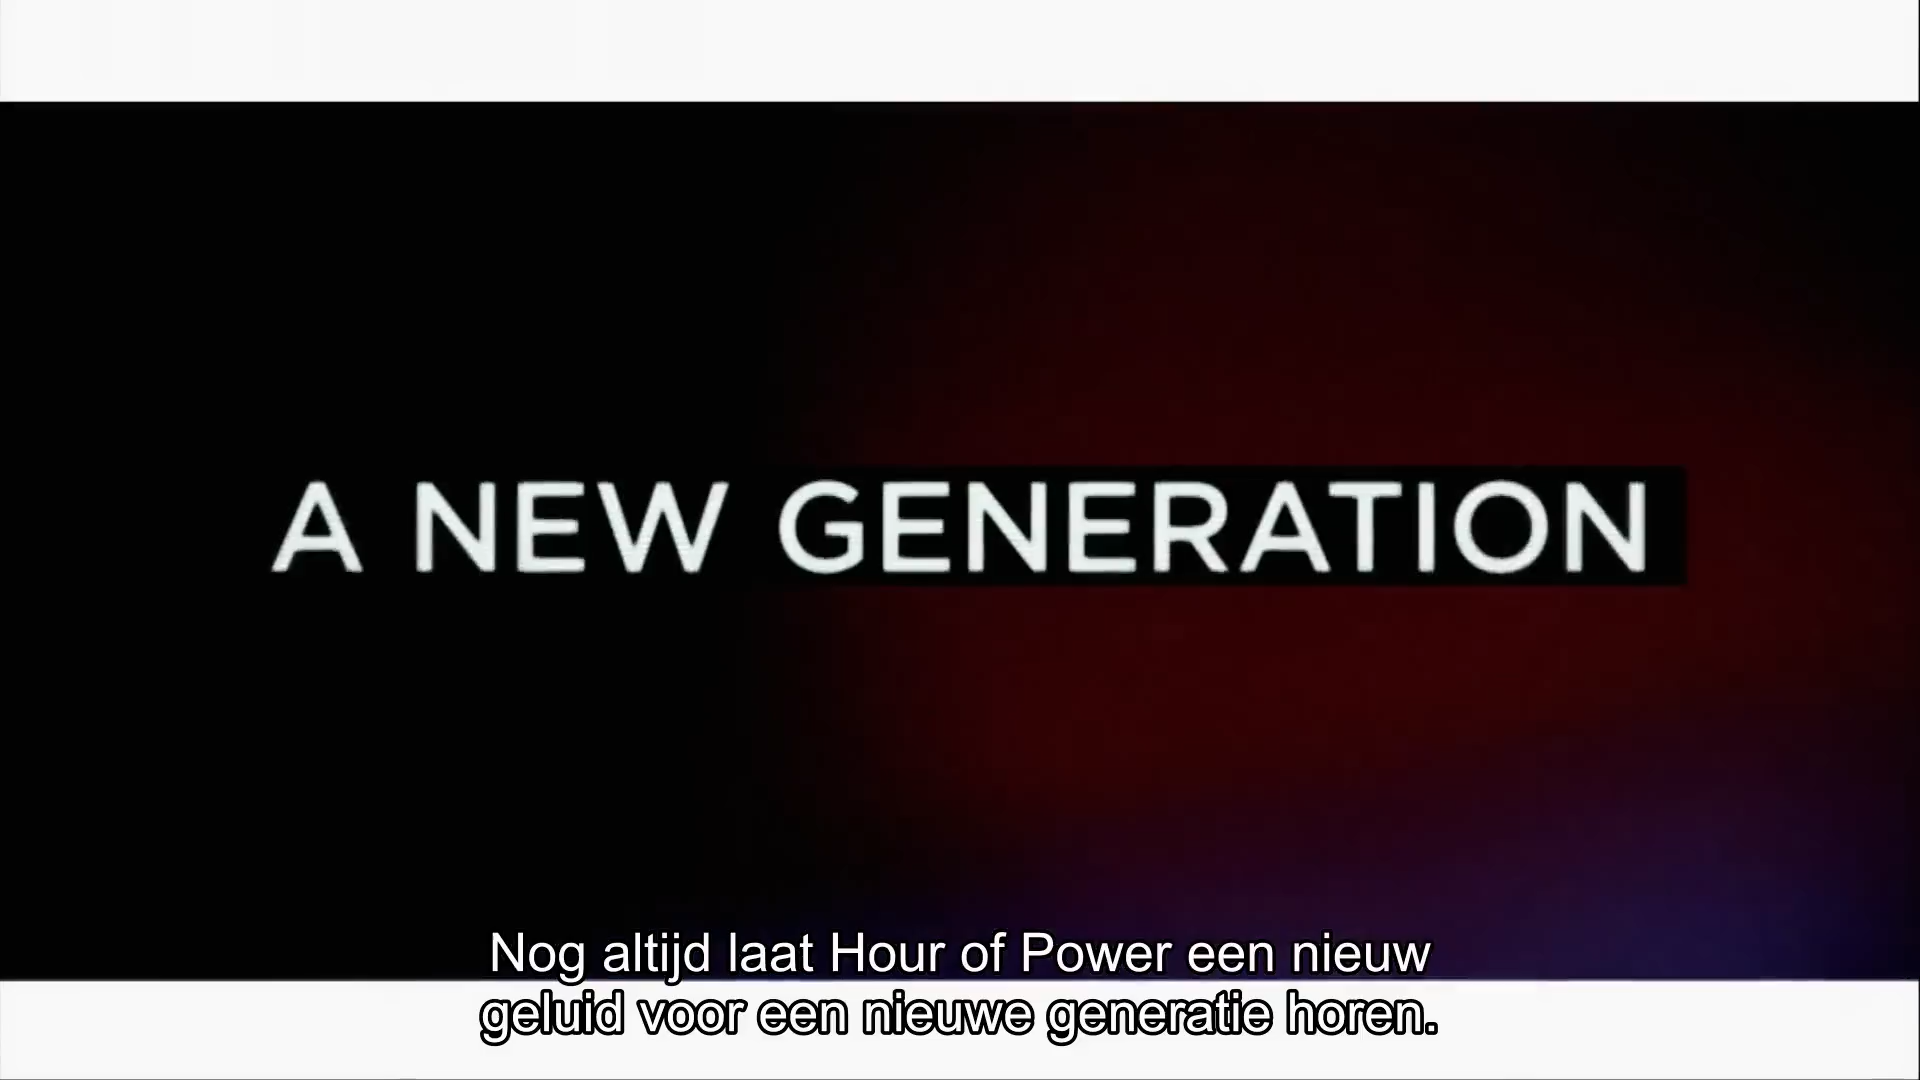 A NEW GENERATION
Nog altijd laat Hour of Power een nieuw
geluid voor een nieuwe generatie horen.